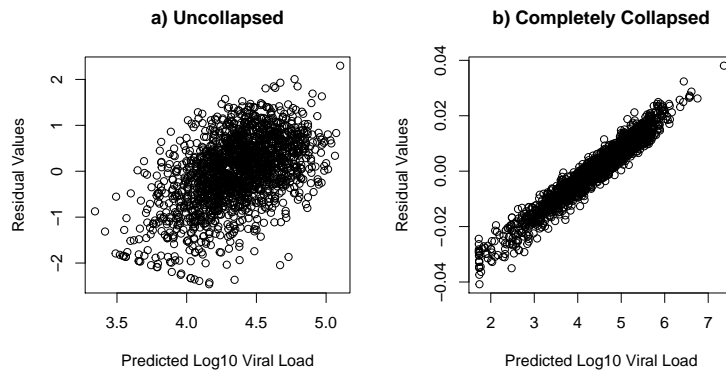 a) Uncollapsed
b) Completely Collapsed
Residual Values
2
1
0
−1
−2
3.5 4.0 4.5 5.0
Predicted Log10 Viral Load
Residual Values
0.04
0.02
0.00
−0.02
−0.04
2 3 4 5 6 7
Predicted Log10 Viral Load